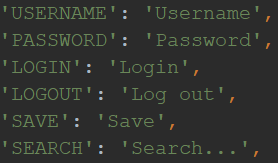 'USERNAME': 'Username',
'PASSWORD': 'Password',
'LOGIN': 'Login',
'LOGOUT': 'Log out',
'SAVE': 'Save',
'SEARCH': 'Search...',